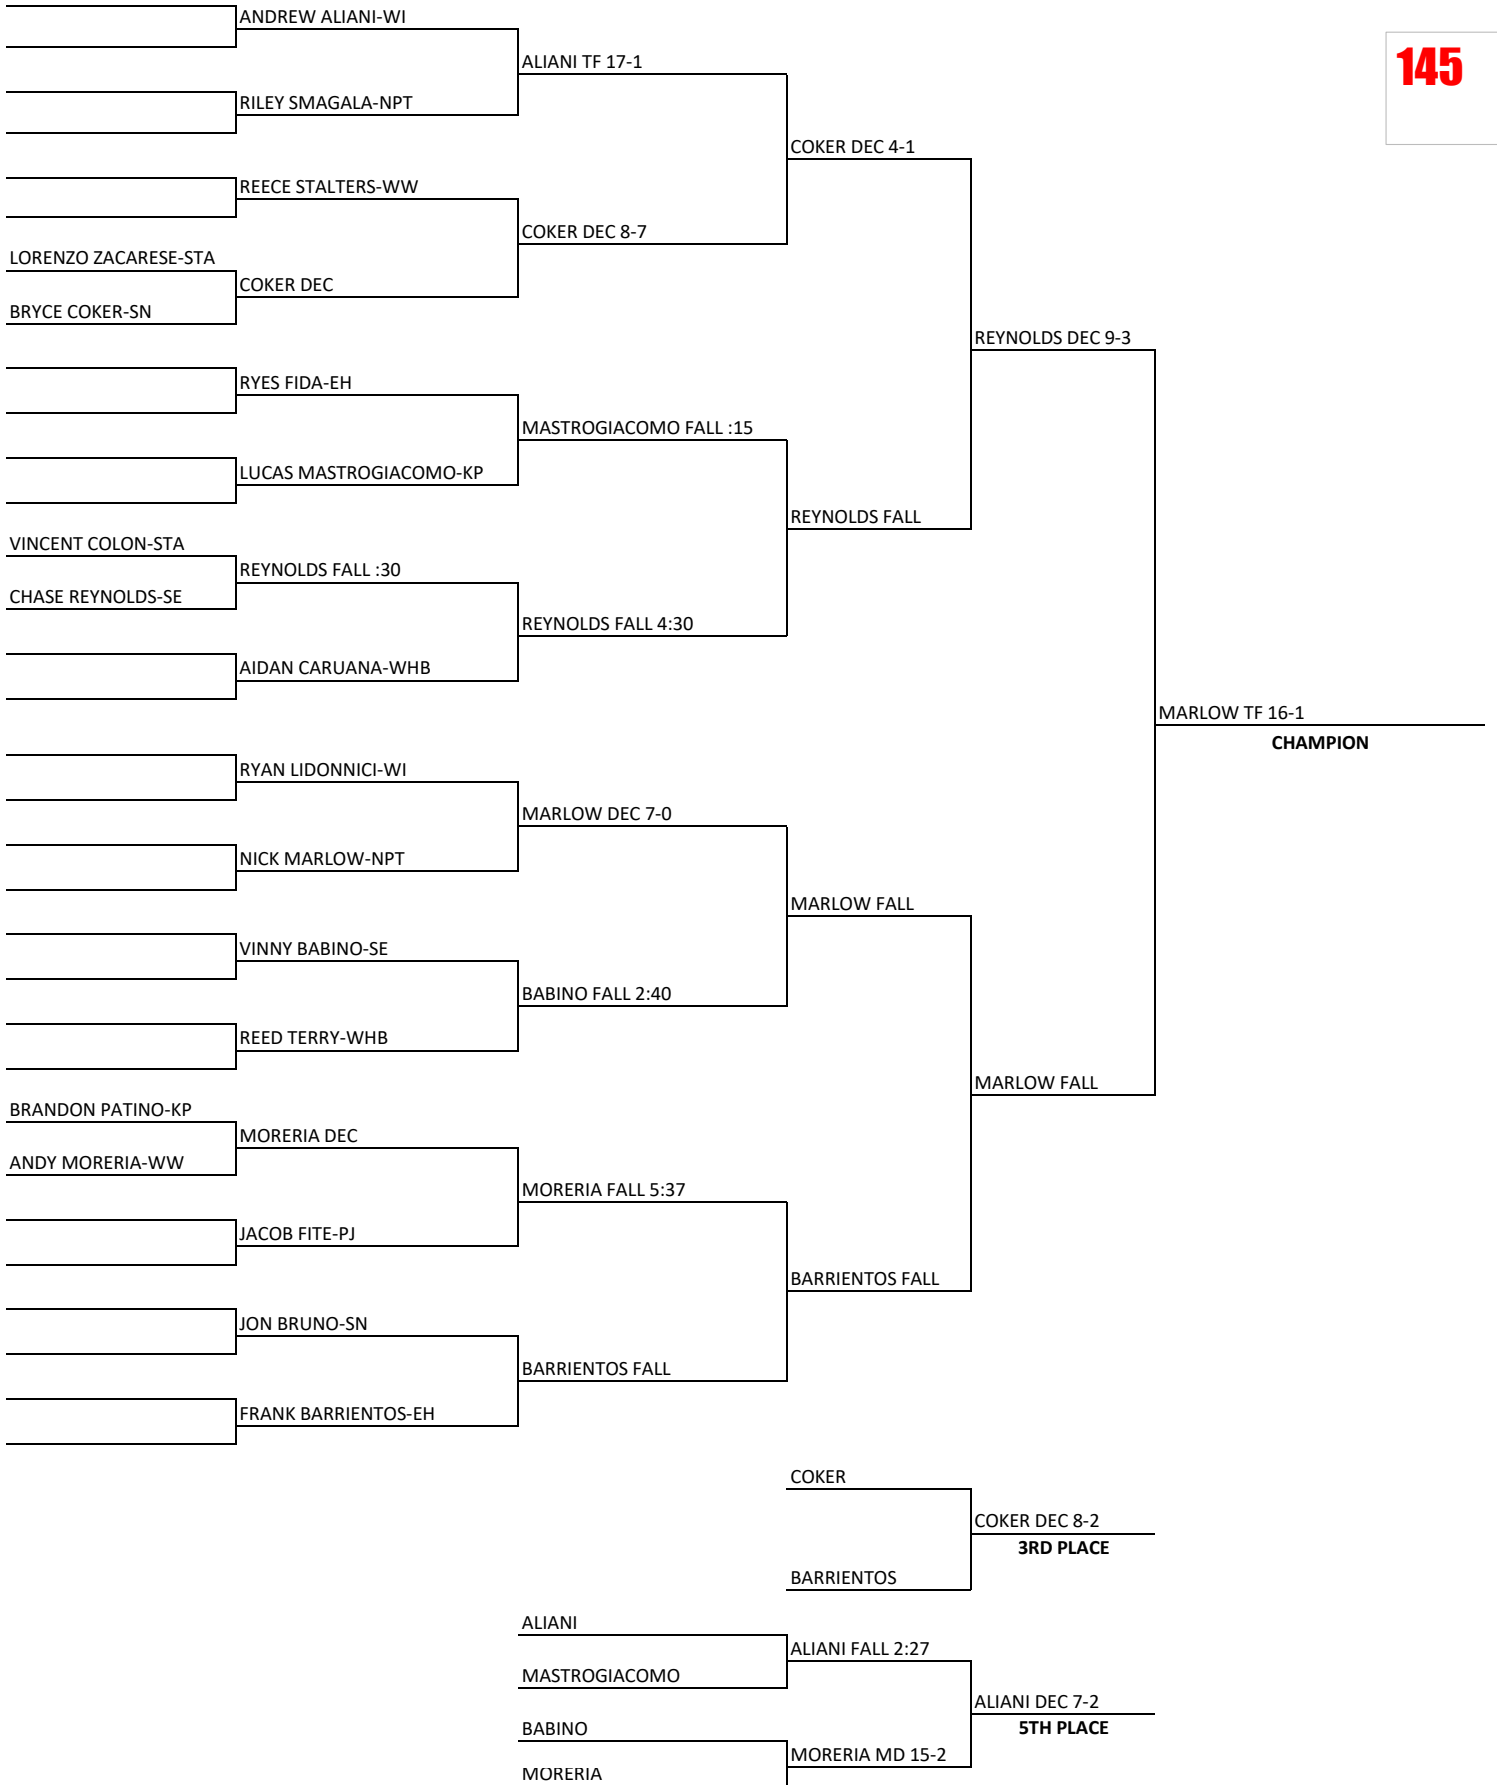 ANDREW ALIANI-WI
ALIANI TF 17-1
145
RILEY SMAGALA-NPT
COKER DEC 4-1
REECE STALTERS-WW
COKER DEC 8-7
LORENZO ZACARESE-STA
COKER DEC
BRYCE COKER-SN
REYNOLDS DEC 9-3
RYES FIDA-EH
MASTROGIACOMO FALL :15
LUCAS MASTROGIACOMO-KP
REYNOLDS FALL
VINCENT COLON-STA
REYNOLDS FALL :30
CHASE REYNOLDS-SE
REYNOLDS FALL 4:30
AIDAN CARUANA-WHB
MARLOW TF 16-1
CHAMPION
RYAN LIDONNICI-WI
MARLOW DEC 7-0
NICK MARLOW-NPT
MARLOW FALL
VINNY BABINO-SE
BABINO FALL 2:40
REED TERRY-WHB
MARLOW FALL
BRANDON PATINO-KP
MORERIA DEC
ANDY MORERIA-WW
MORERIA FALL 5:37
JACOB FITE-PJ
BARRIENTOS FALL
JON BRUNO-SN
BARRIENTOS FALL
FRANK BARRIENTOS-EH
COKER
COKER DEC 8-2
3RD PLACE
BARRIENTOS
ALIANI
ALIANI FALL 2:27
MASTROGIACOMO
ALIANI DEC 7-2
5TH PLACE
BABINO
MORERIA MD 15-2
MORERIA